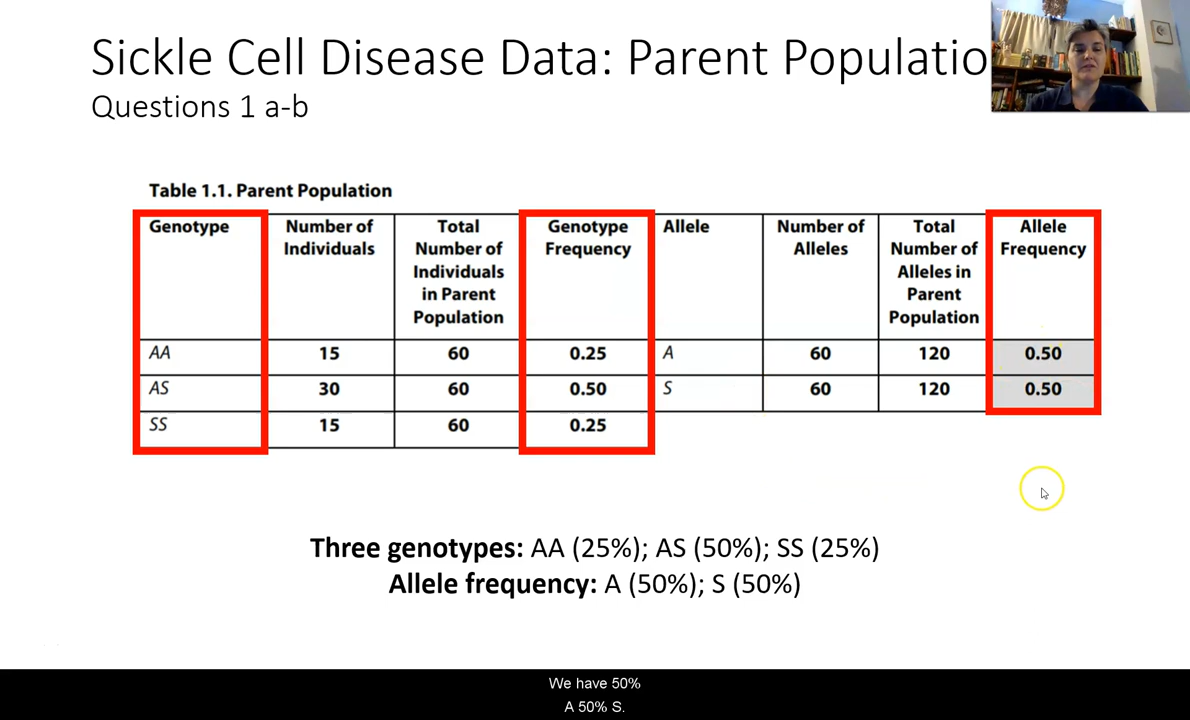 Sickle Cell Disease Data: Parent Populatio
Questions 1 a-b
Table 1.1. Parent Population
Genotype Number of Individuals Total Number of Individuals in Parent Population Genotype Frequency Allele Number of Alleles Total Number of Alleles in Parent Population Allele Frequency
AA 15 60 0.25 A 60 120 0.50
AS 30 60 0.50 S 60 120 0.50
SS 15 60 0.25
Three genotypes: AA (25%); AS (50%); SS (25%)
Allele frequency: A (50%); S (50%)
We have 50%
A 50% S.